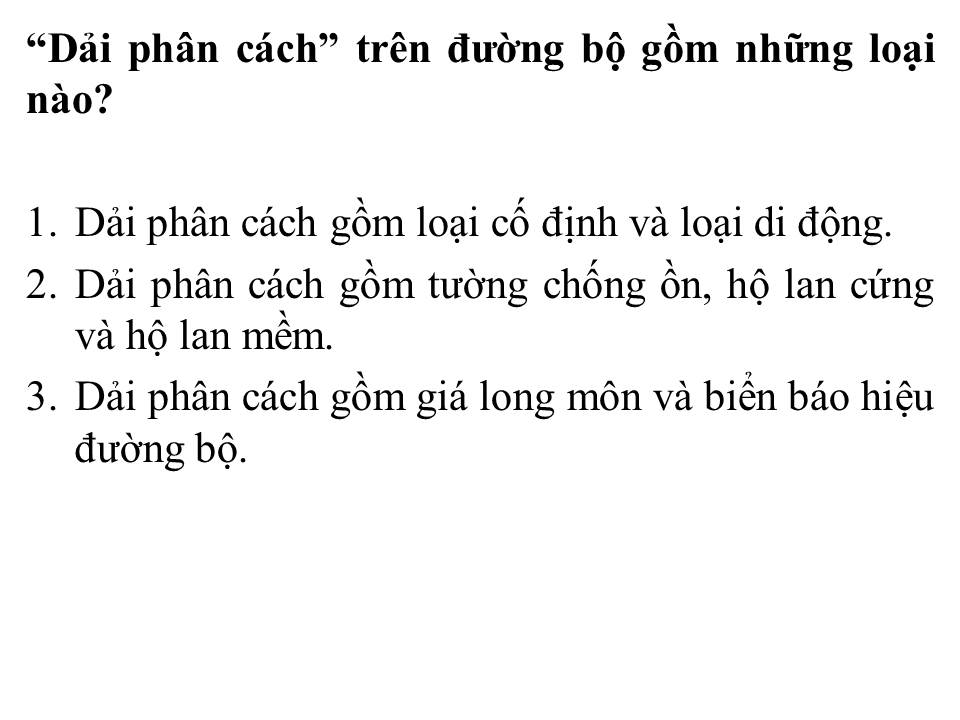 “Dải phân cách” trên đường bộ gồm những loại
nào?
1. Dải phân cách gồm loại cố định và loại di động.
2. Dải phân cách gồm tường chống ồn, hộ lan cứng
và hộ lan mềm.
3. Dải phân cách gồm giá long môn và biển báo hiệu
đường bộ.